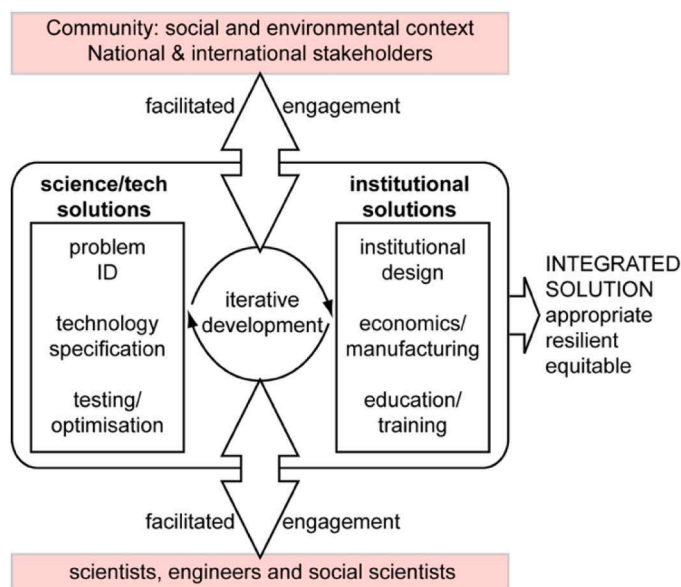 Community: social and environmental context
National & international stakeholders
facilitated engagement
science/tech
solutions
problem
ID
technology
specification
testing/
optimisation
iterative
development
institutional
solutions
institutional
design
economics/
manufacturing
education/
training
INTEGRATED
SOLUTION
appropriate
resilient
equitable
facilitated engagement
scientists, engineers and social scientists